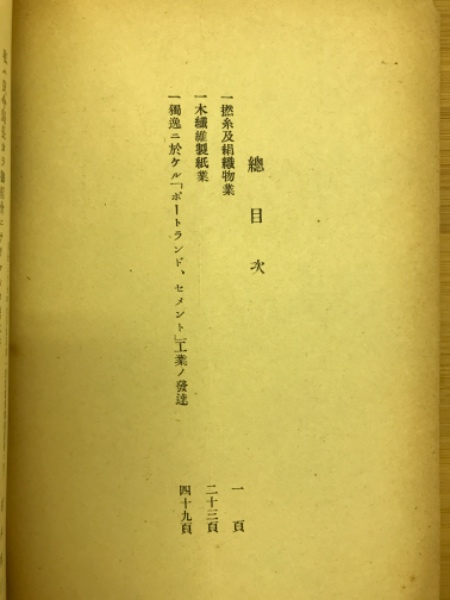 總目次
一撚糸及絹織物業 一頁
一木纖維製紙業 二十三頁
一獨逸ニ於ケル「ポートランド、セメント」工業ノ發達 四十九頁